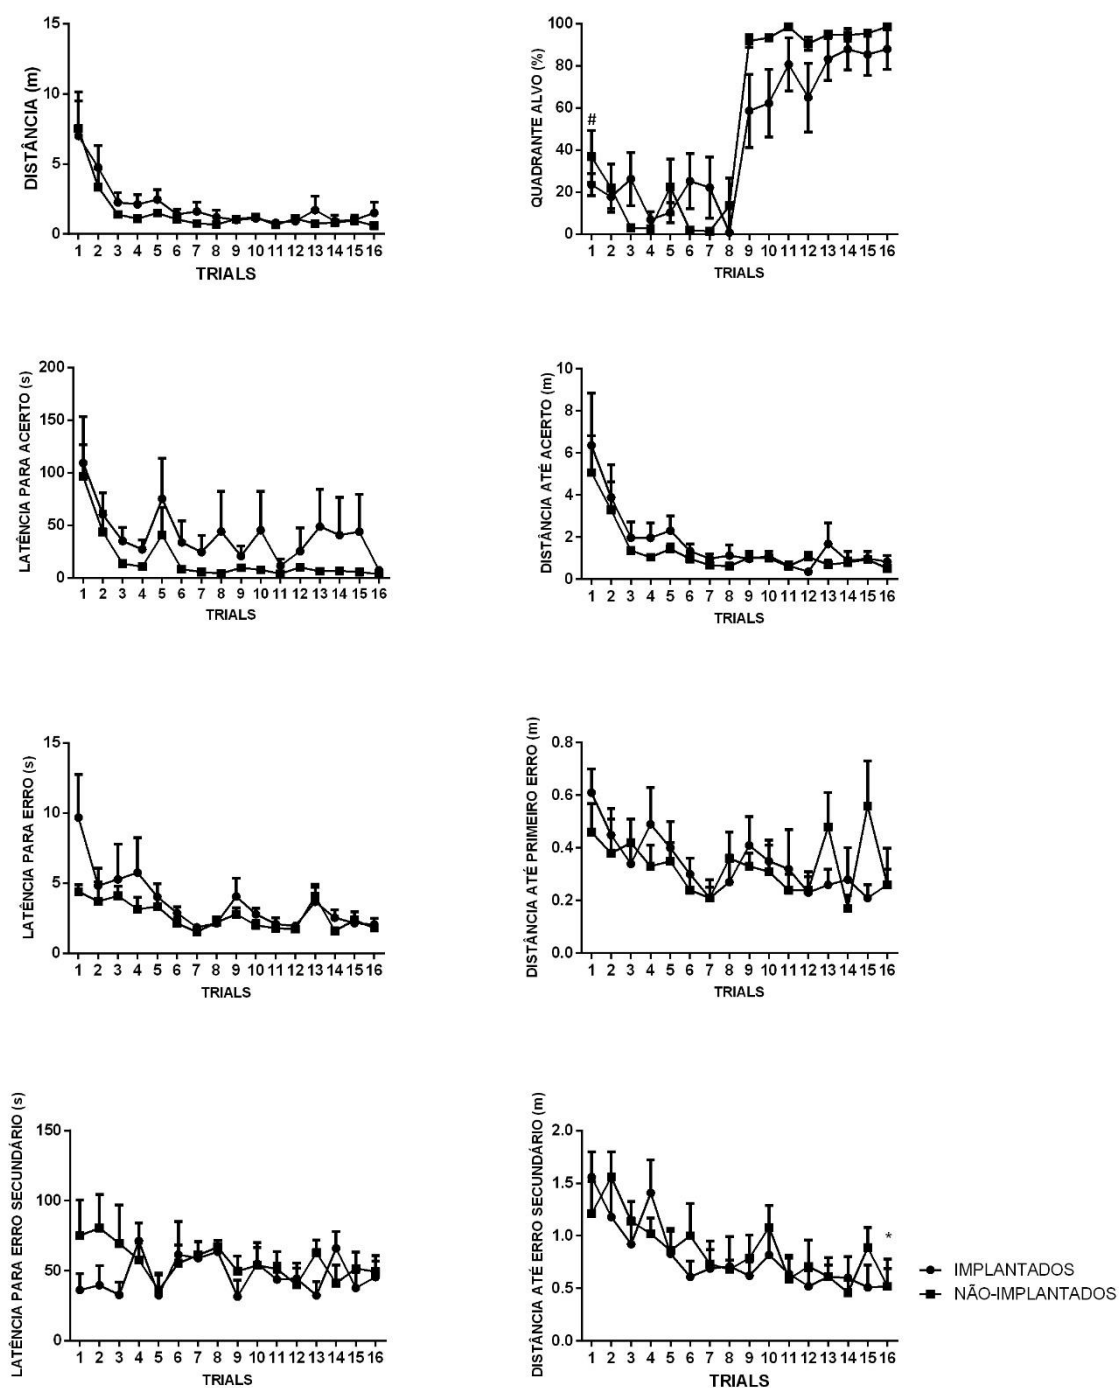 DISTÂNCIA (m)
15
10
5
0
1 2 3 4 5 6 7 8 9 10 11 12 13 14 15 16
TRIALS
QUADRANTE ALVO (%)
100
80
60
40
20
0
#
1 2 3 4 5 6 7 8 9 10 11 12 13 14 15 16
TRIALS
LATÊNCIA PARA ACERTO (s)
200
150
100
50
0
1 2 3 4 5 6 7 8 9 10 11 12 13 14 15 16
TRIALS
DISTÂNCIA ATÉ ACERTO (m)
10
8
6
4
2
0
1 2 3 4 5 6 7 8 9 10 11 12 13 14 15 16
TRIALS
LATÊNCIA PARA ERRO (s)
15
10
5
0
1 2 3 4 5 6 7 8 9 10 11 12 13 14 15 16
TRIALS
DISTÂNCIA ATÉ PRIMEIRO ERRO (m)
0.8
0.6
0.4
0.2
0.0
1 2 3 4 5 6 7 8 9 10 11 12 13 14 15 16
TRIALS
LATÊNCIA PARA ERRO SECUNDÁRIO (s)
150
100
50
0
1 2 3 4 5 6 7 8 9 10 11 12 13 14 15 16
TRIALS
DISTÂNCIA ATÉ ERRO SECUNDÁRIO (m)
2.0
1.5
1.0
0.5
0.0
*
1 2 3 4 5 6 7 8 9 10 11 12 13 14 15 16
TRIALS
IMPLANTADOS
NÃO-IMPLANTADOS